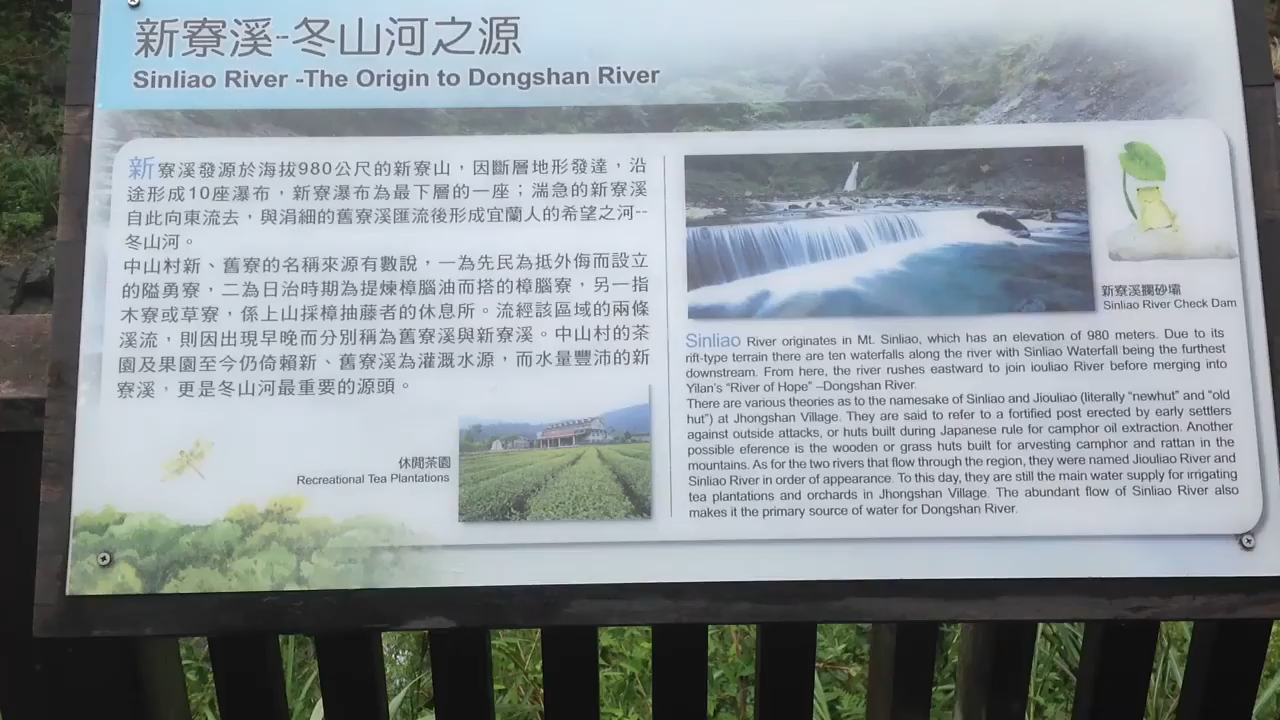 新寮溪-冬山河之源
Sinliao River -The Origin to Dongshan River
新寮溪發源於海拔980公尺的新寮山，因斷層地形發達，沿
途形成10座瀑布，新寮瀑布為最下層的一座；湍急的新寮溪
自此向東流去，與涓細的舊寮溪匯流後形成宜蘭人的希望之河--
冬山河。
中山村新、舊寮的名稱來源有數說，一為先民為抵外侮而設立
的隘勇寮，二為日治時期為提煉樟腦油而搭的樟腦寮，另一指
木寮或草寮，係上山採樟抽藤者的休息所。流經該區域的兩條
溪流，則因出現早晚而分別稱為舊寮溪與新寮溪。中山村的茶
園及果園至今仍倚賴新、舊寮溪為灌溉水源，而水量豐沛的新
寮溪，更是冬山河最重要的源頭。
休閒茶園
Recreational Tea Plantations
新寮溪攔砂壩
Sinliao River Check Dam
Sinliao River originates in Mt. Sinliao, which has an elevation of 980 meters. Due to its
rift-type terrain there are ten waterfalls along the river with Sinliao Waterfall being the furthest
downstream. From here, the river rushes eastward to join iouliao River before merging into
Yilan's "River of Hope" –Dongshan River.
There are various theories as to the namesake of Sinliao and Jiouliao (literally "newhut" and "old
hut") at Jhongshan Village. They are said to refer to a fortified post erected by early settlers
against outside attacks, or huts built during Japanese rule for camphor oil extraction. Another
possible eference is the wooden or grass huts built for arvesting camphor and rattan in the
mountains. As for the two rivers that flow through the region, they were named Jiouliao River and
Sinliao River in order of appearance. To this day, they are still the main water supply for irrigating
tea plantations and orchards in Jhongshan Village. The abundant flow of Sinliao River also
makes it the primary source of water for Dongshan River.